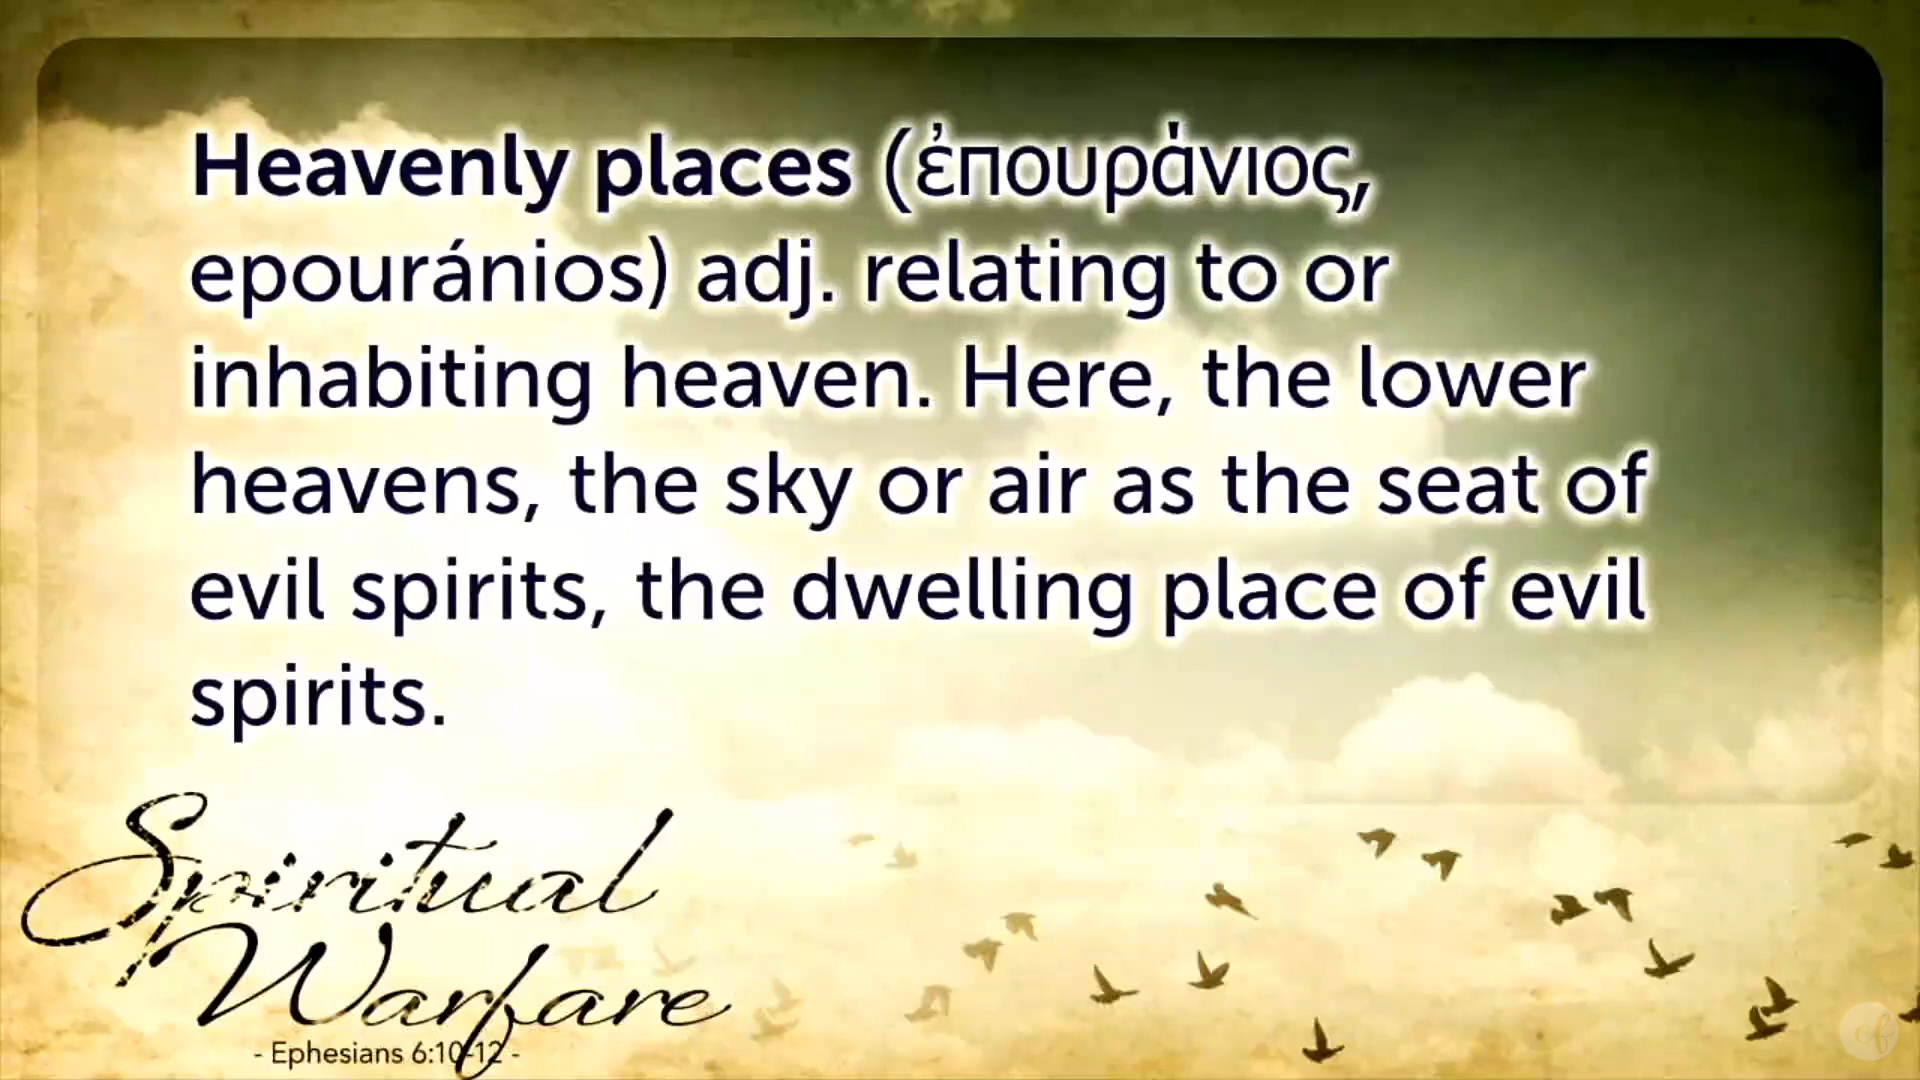 Heavenly places (ἐπουράνιος,
epouránios) adj. relating to or
inhabiting heaven. Here, the lower
heavens, the sky or air as the seat of
evil spirits, the dwelling place of evil
spirits.
Spiritual
Warfare
- Ephesians 6:10-12 -
cf